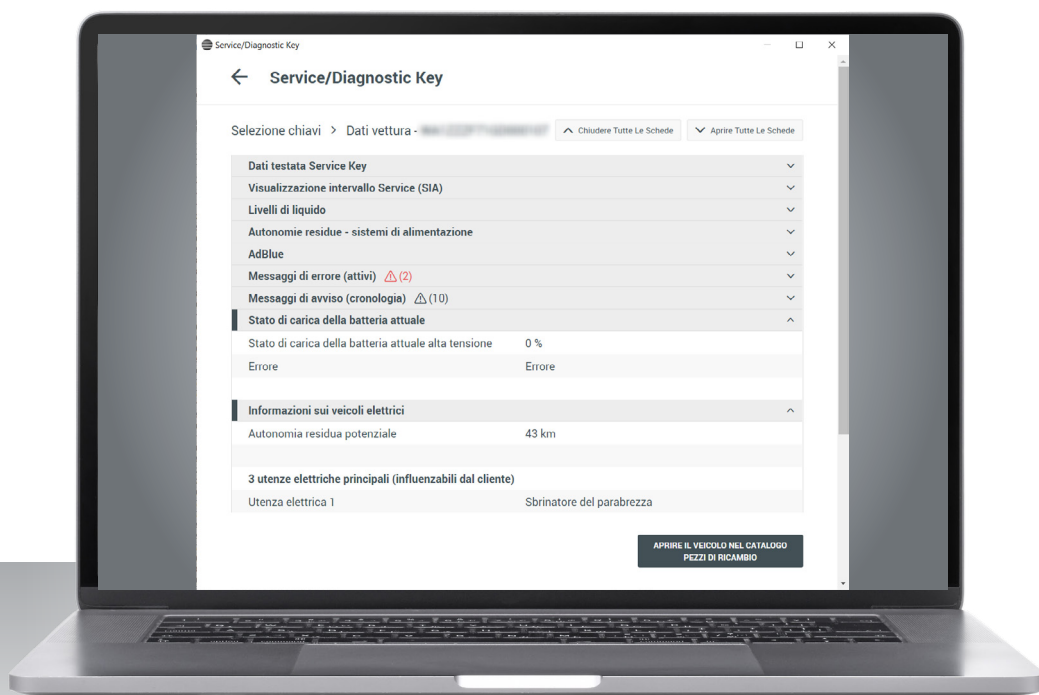 Service/Diagnostic Key
Service/Diagnostic Key
Selezione chiavi > Dati vettura -
Chiudere Tutte Le Schede
Aprire Tutte Le Schede
Dati testata Service Key
Visualizzazione intervallo Service (SIA)
Livelli di liquido
Autonomie residue - sistemi di alimentazione
AdBlue
Messaggi di errore (attivi) (2)
Messaggi di avviso (cronologia) (10)
Stato di carica della batteria attuale
Stato di carica della batteria attuale alta tensione 0 %
Errore Errore
Informazioni sui veicoli elettrici
Autonomia residua potenziale 43 km
3 utenze elettriche principali (influenzabili dal cliente)
Utenza elettrica 1 Sbrinatore del parabrezza
APRIRE IL VEICOLO NEL CATALOGO
PEZZI DI RICAMBIO